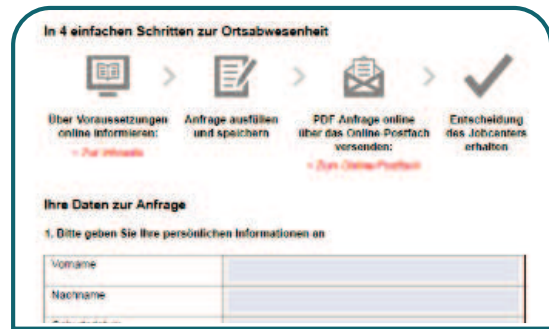 In 4 einfachen Schritten zur Ortsabwesenheit
Über Voraussetzungen
online informieren:
» Zur Infoseite
Anfrage ausfüllen
und speichern
PDF Anfrage online
über das Online-Postfach
versenden:
» Zum Online-Postfach
Entscheidung
des Jobcenters
erhalten
Ihre Daten zur Anfrage
1. Bitte geben Sie Ihre persönlichen Informationen an
Vorname
Nachname